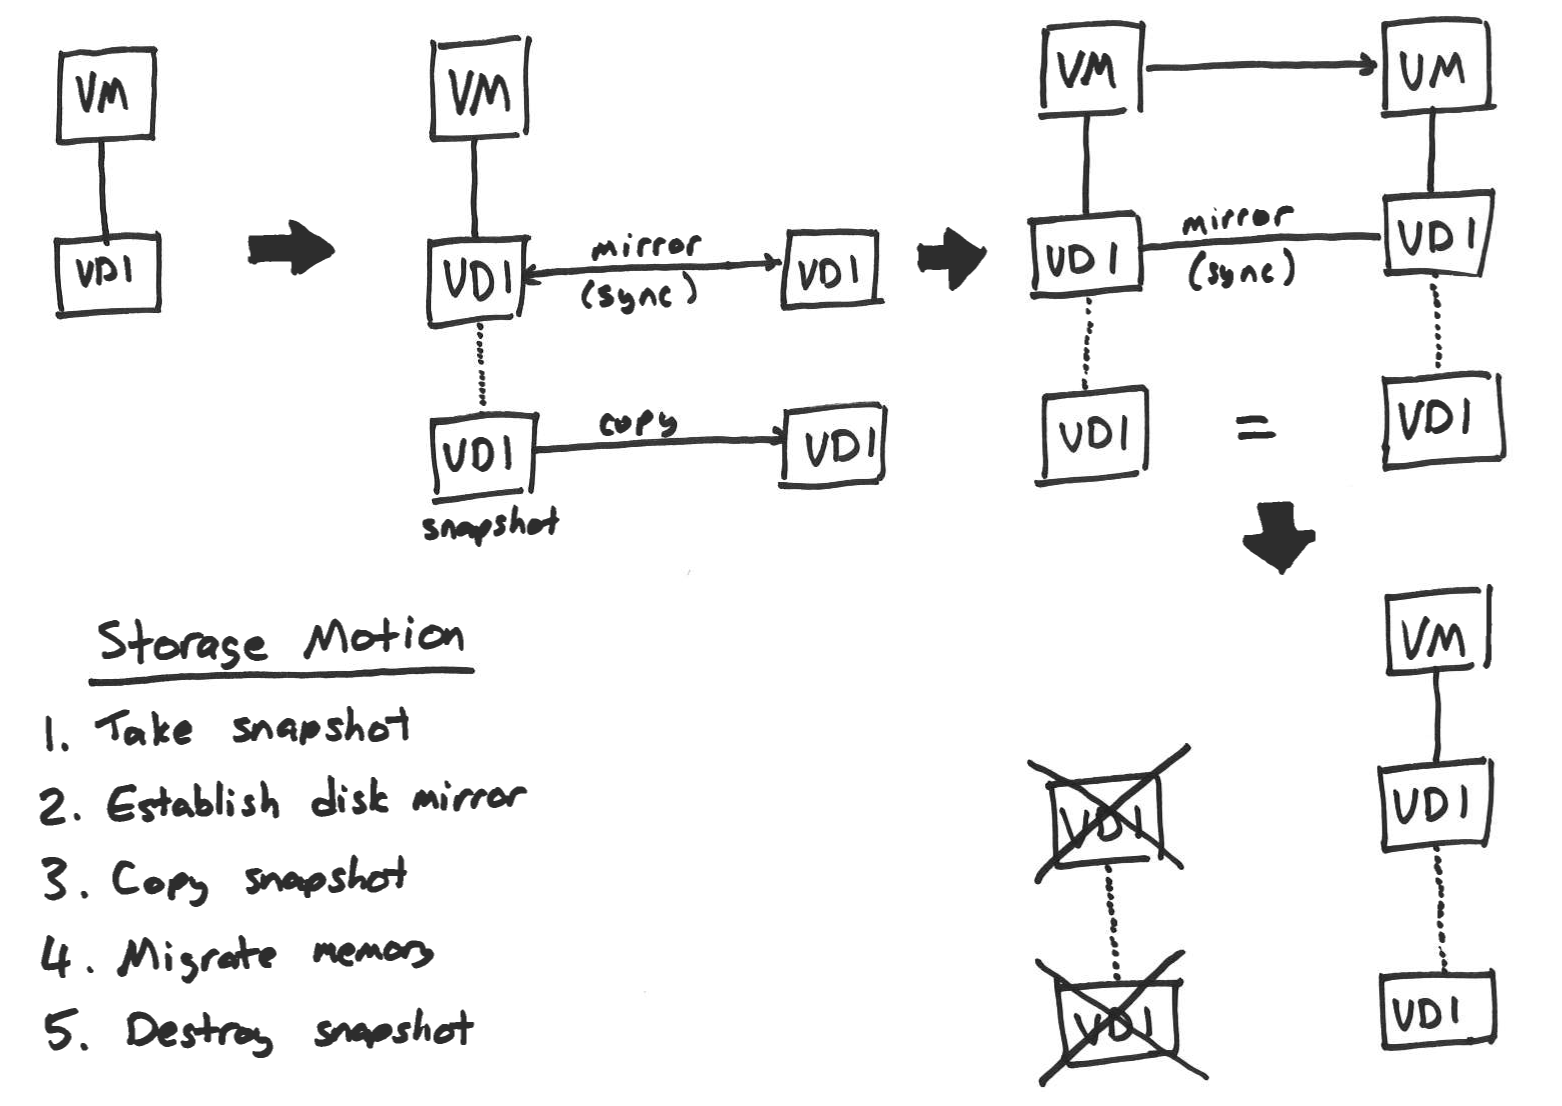 VM
VDI
VM
VDI
mirror
(sync)
VDI
VDI
copy
VDI
snapshot
VM
VM
VDI
mirror
(sync)
VDI
VDI
=
VDI
Storage Motion
1. Take snapshot
2. Establish disk mirror
3. Copy snapshot
4. Migrate memory
5. Destroy snapshot
VM
VDI
VDI
VDI
VDI